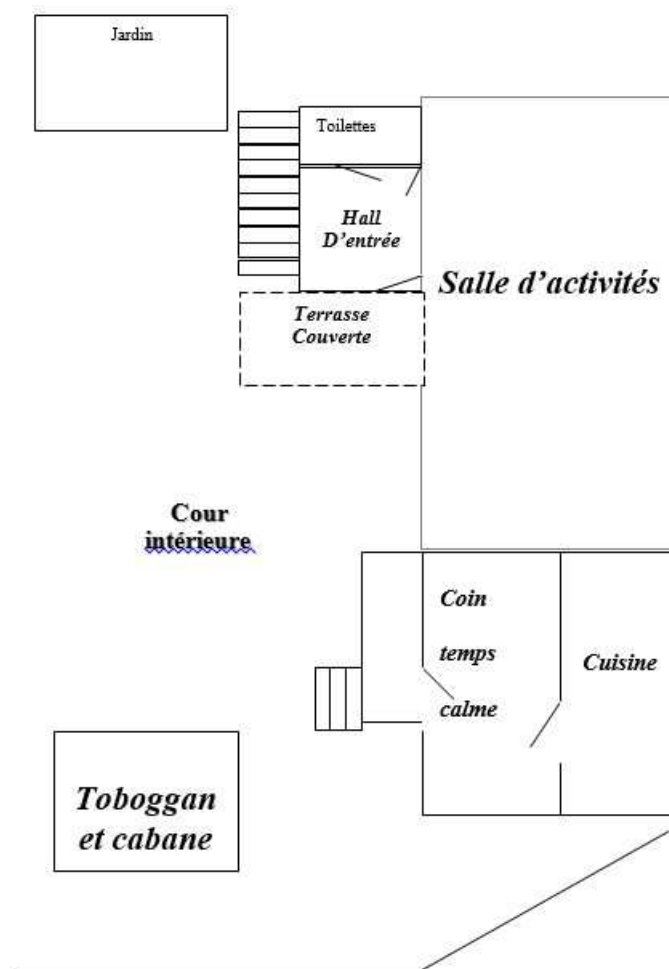 Jardin
Toilettes
Hall
D'entrée
Salle d'activités
Terrasse
Couverte
Cour
intérieure
Coin
temps
calme
Cuisine
Toboggan
et cabane